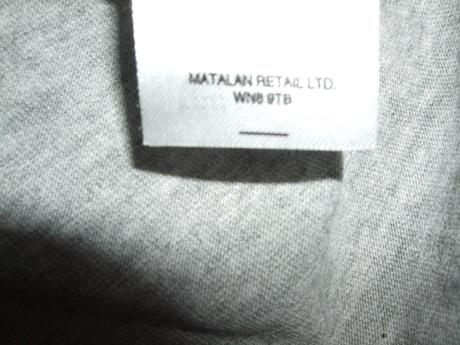 MATALAN RETAIL LTD.
WN8 9TB